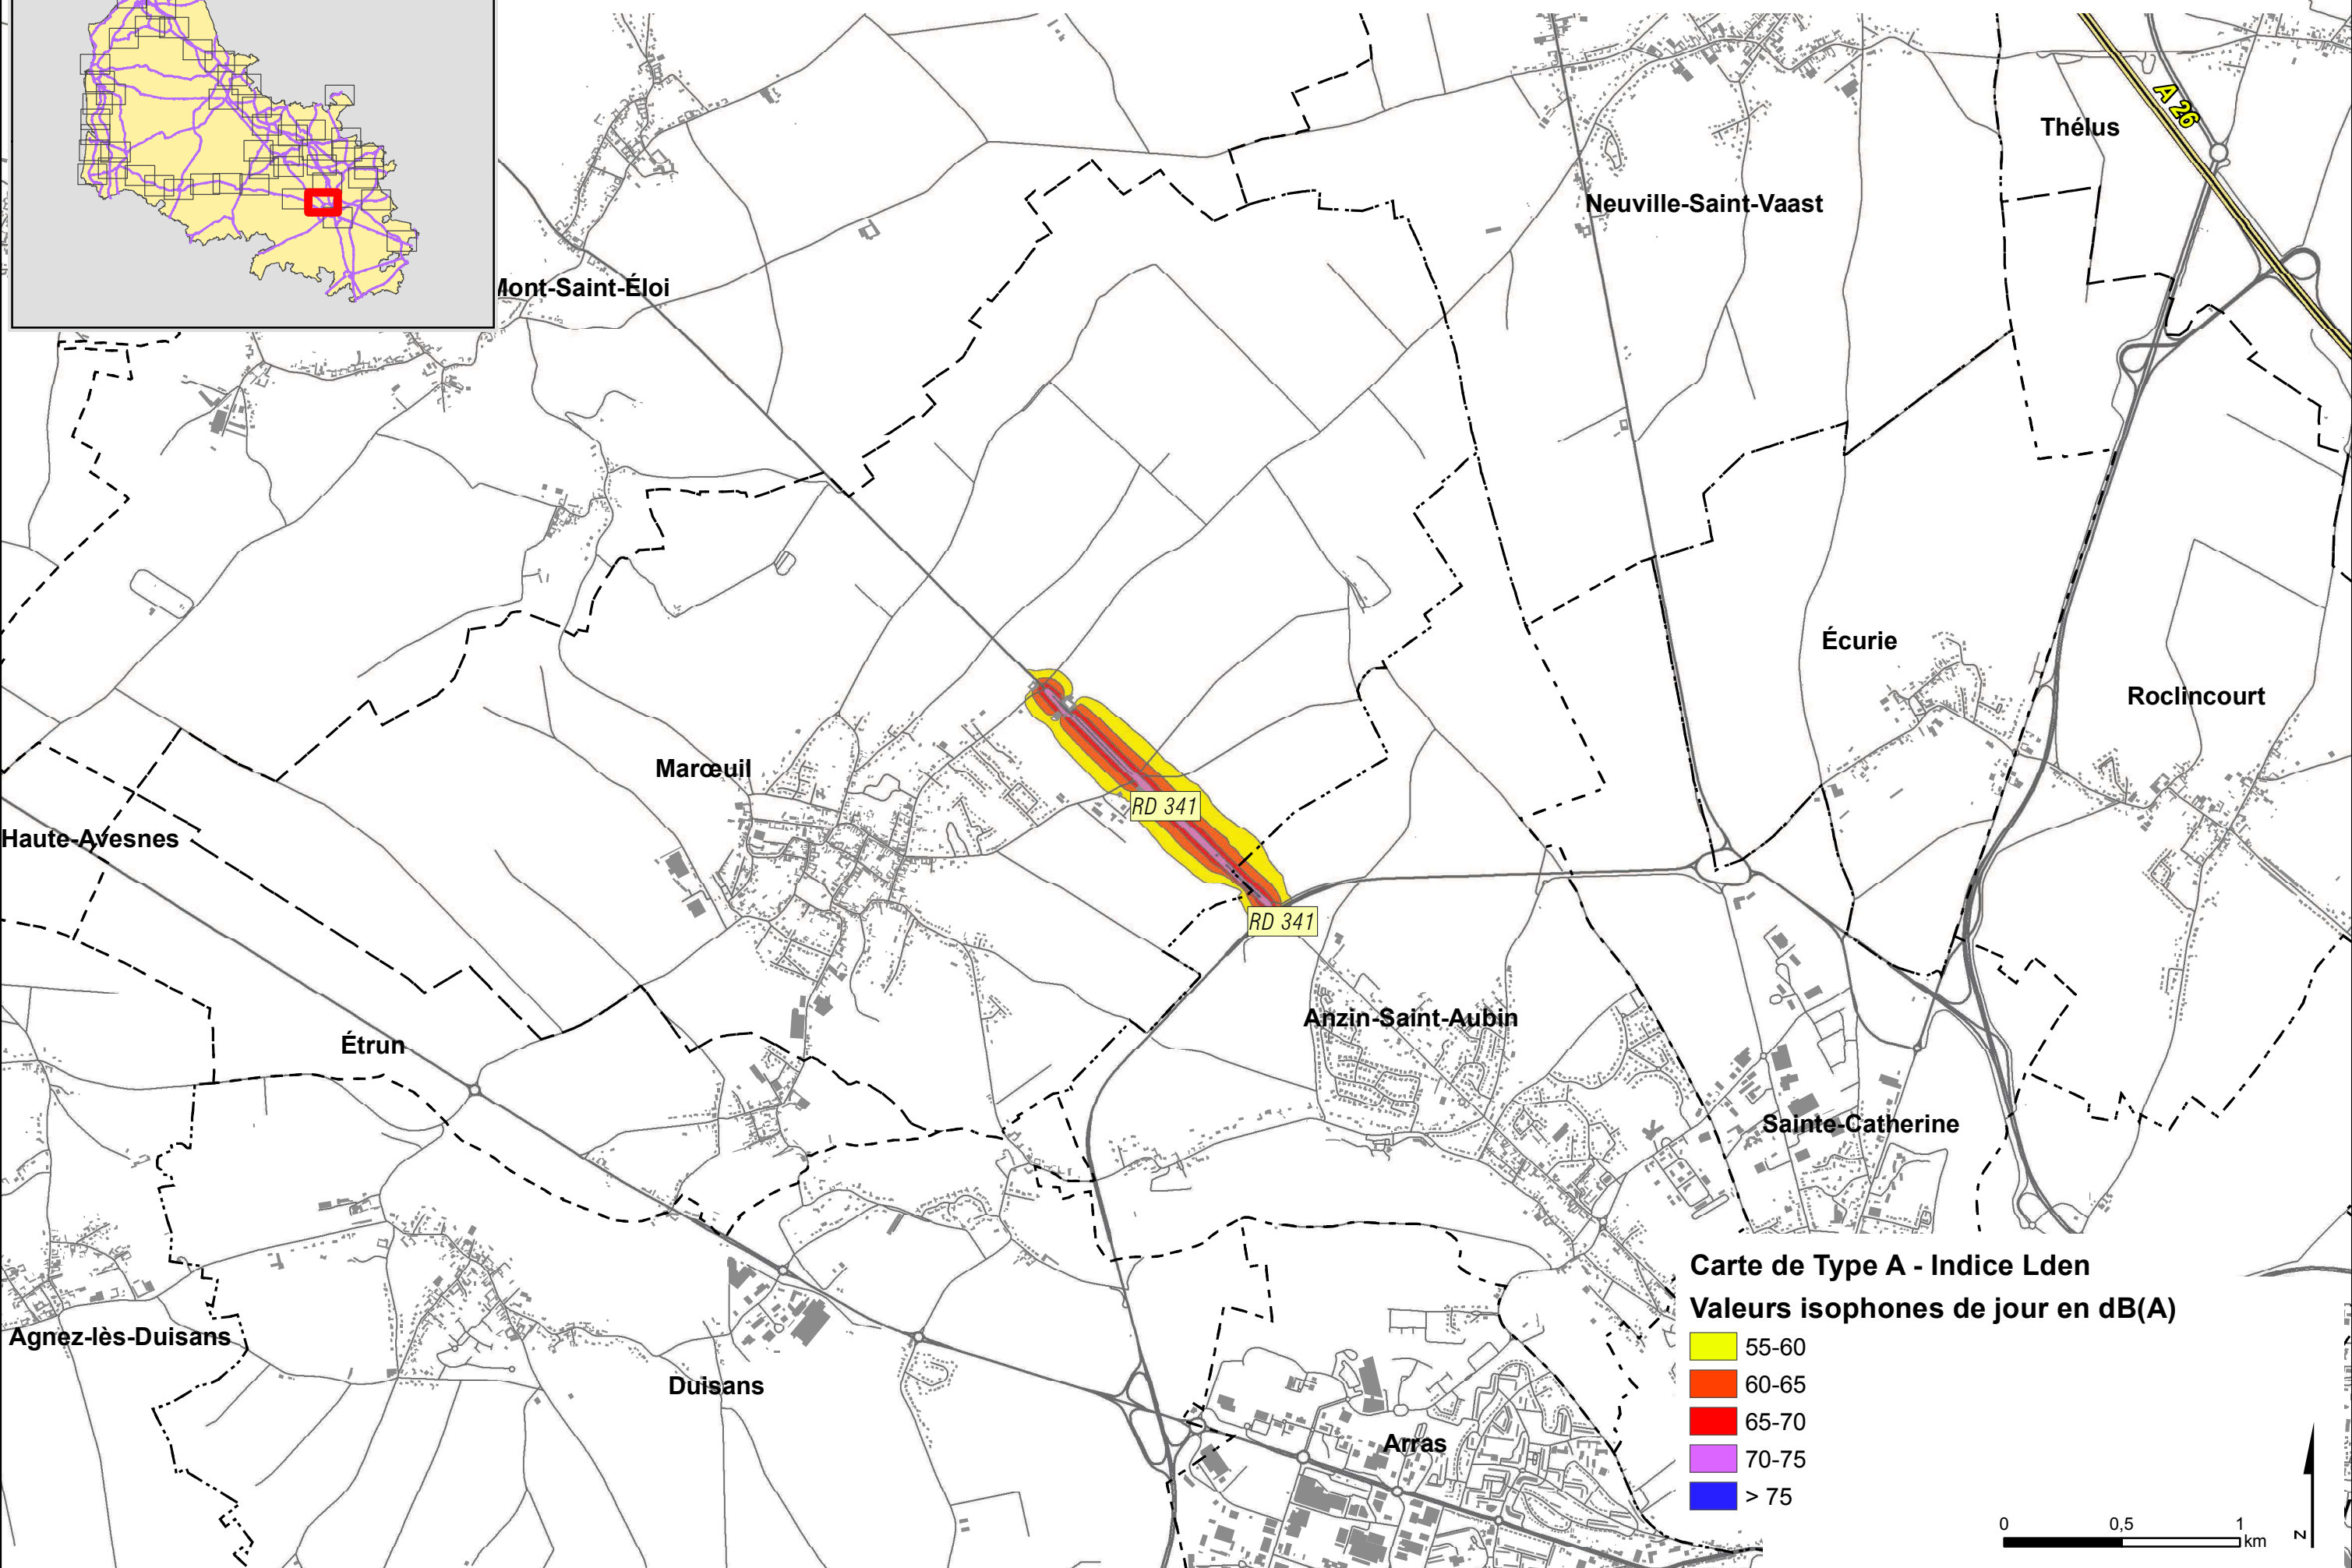 A 26
Thélus
Neuville-Saint-Vaast
Mont-Saint-Éloi
Écurie
Roclincourt
Marœuil
RD 341
Haute-Avesnes
RD 341
Anzin-Saint-Aubin
Étrun
Sainte-Catherine
Agnez-lès-Duisans
Duisans
Arras
Carte de Type A - Indice Lden
Valeurs isophones de jour en dB(A)
55-60
60-65
65-70
70-75
> 75
0 0,5 1
km
N